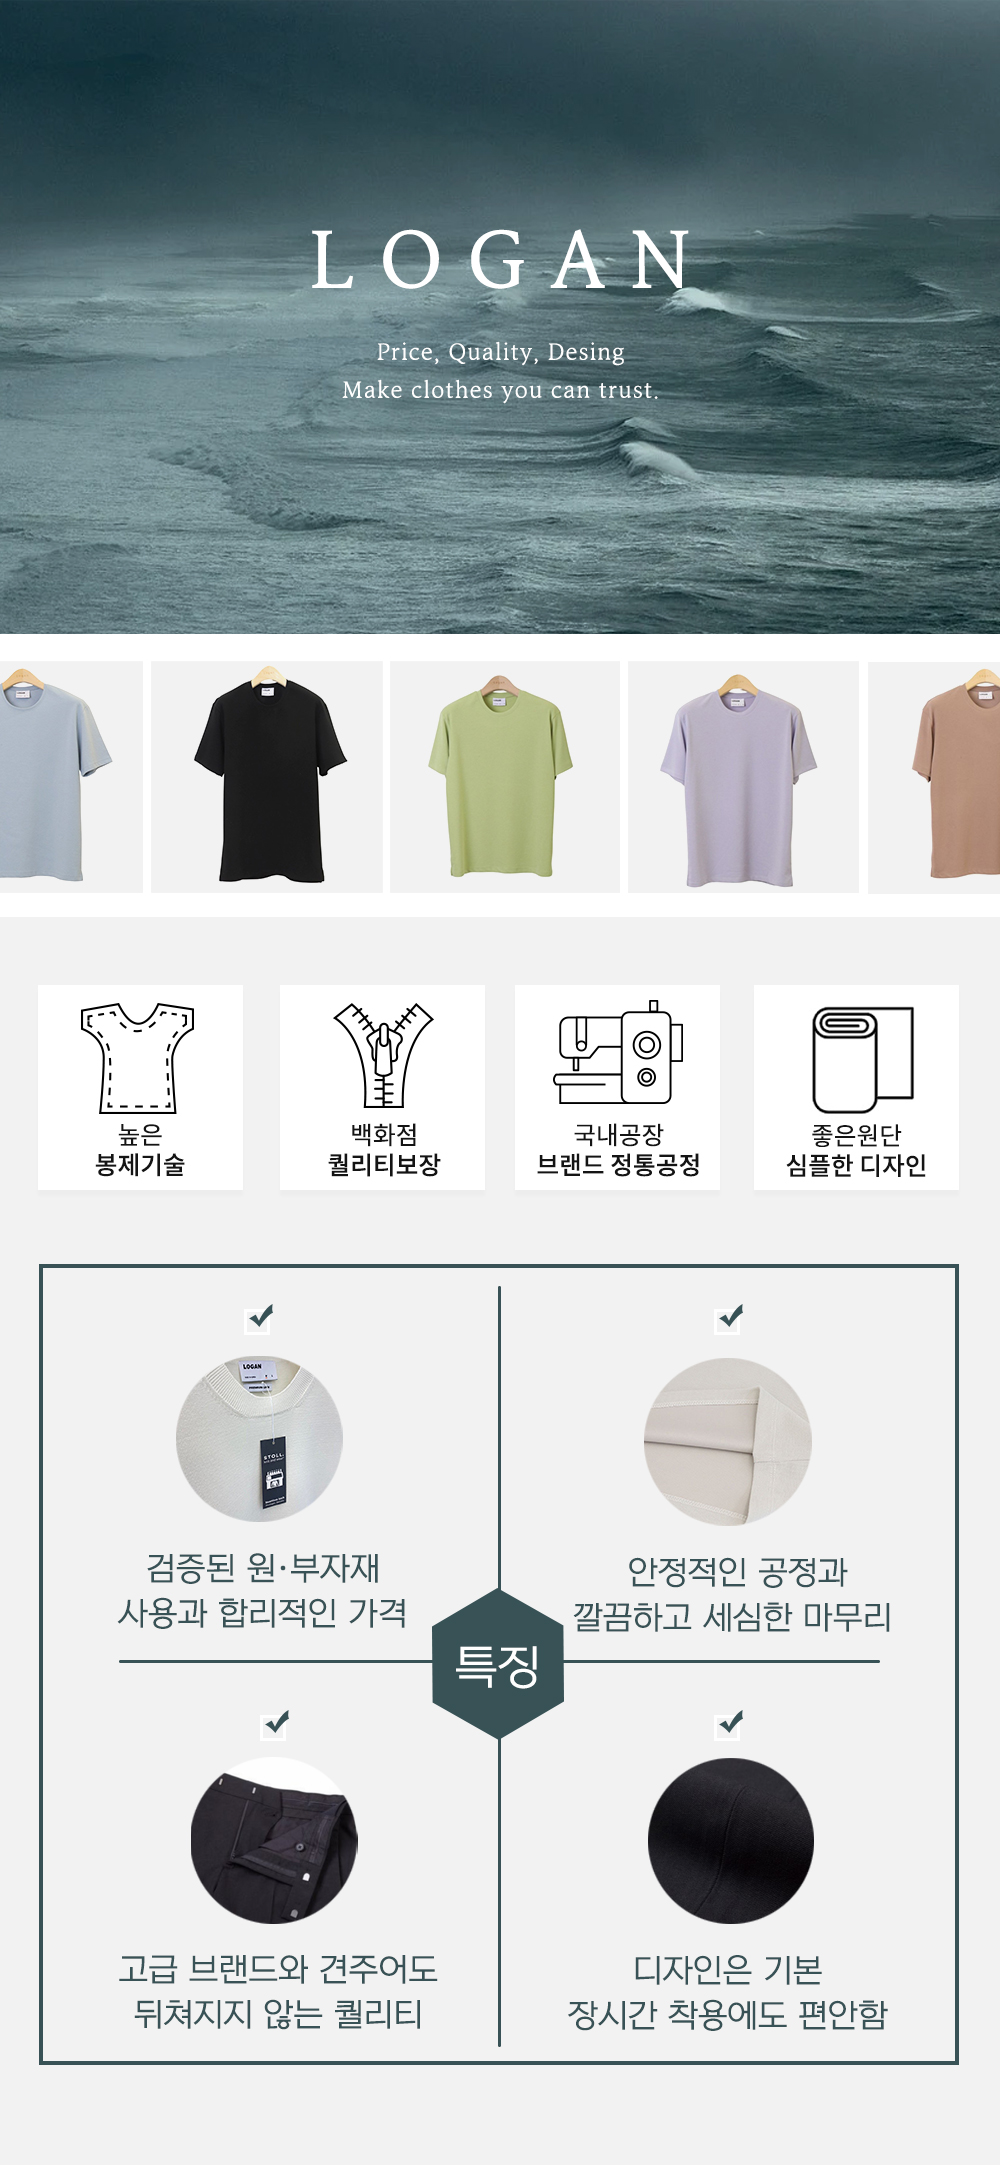 LOGAN
Price, Quality, Desing
Make clothes you can trust.
높은
봉제기술
백화점
퀄리티보장
국내공장
브랜드 정통공정
좋은원단
심플한 디자인
LOGAN
STOLL
검증된 원·부자재
사용과 합리적인 가격
안정적인 공정과
깔끔하고 세심한 마무리
특징
고급 브랜드와 견주어도
뒤쳐지지 않는 퀄리티
디자인은 기본
장시간 착용에도 편안함